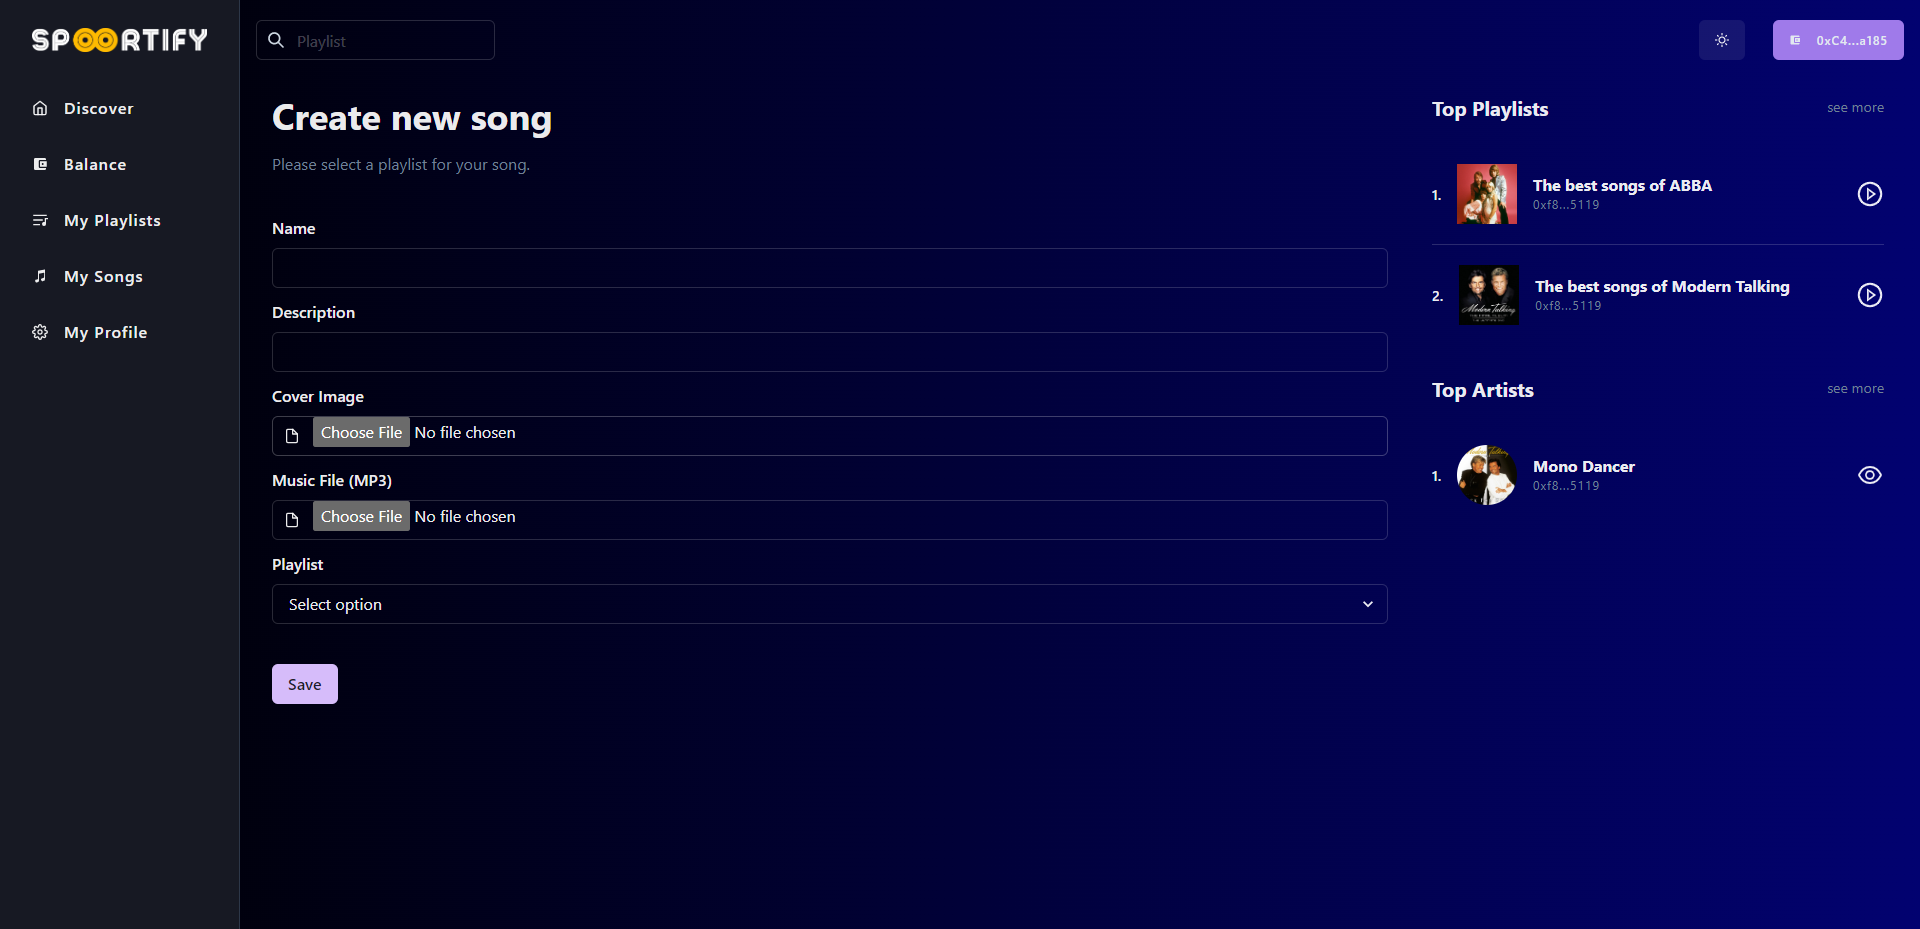 SPOORTIFY
Discover
Balance
My Playlists
My Songs
My Profile
Playlist
0xC4...a185
Create new song
Please select a playlist for your song.
Name
Description
Cover Image
Choose File No file chosen
Music File (MP3)
Choose File No file chosen
Playlist
Select option
Save
Top Playlists
see more
1.
The best songs of ABBA
0xf8...5119
2.
Modern Talking
The best songs of Modern Talking
0xf8...5119
Top Artists
see more
1.
Mono Dancer
0xf8...5119